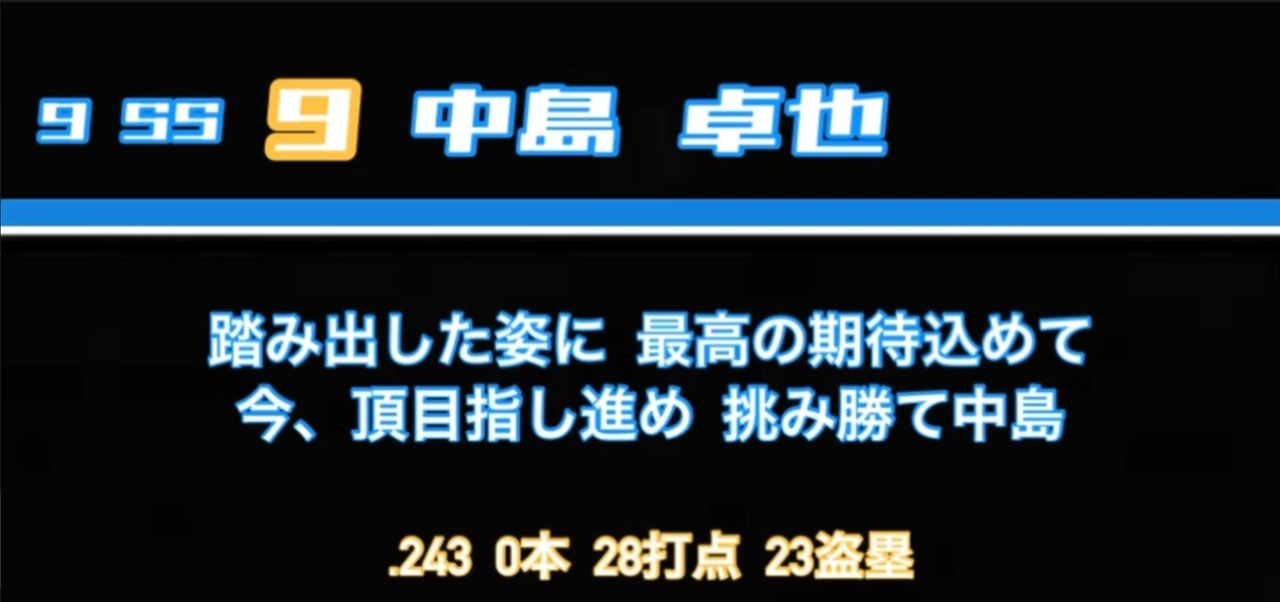 9 SS 9 中島 卓也
踏み出した姿に 最高の期待込めて
今、頂目指し進め 挑み勝て中島
.243 0本 28打点 23盗塁